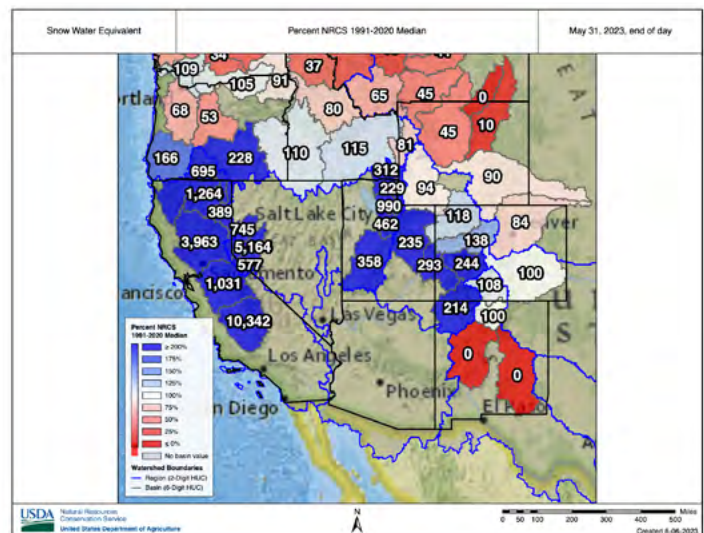 Snow Water Equivalent
Percent NRCS 1991-2020 Median
May 31, 2023, end of day
37
109
105
91
65
45
0
80
68
53
45
10
166
228
110
115
81
695
312
90
1,264
229
94
389
Salt Lake City
990
118
84
745
462
3,963
5,164
235
138
577
358
293
244
100
1,031
108
214
100
10,342
Las Vegas
Los Angeles
0
0
Phoenix
El Paso
Percent NRCS
1991-2020 Median
≥ 200%
175%
150%
125%
100%
75%
50%
25%
≤ 0%
No basin value
Watershed Boundaries
Region (2-Digit HUC)
Basin (6-Digit HUC)
USDA
Natural Resources
Conservation Service
United States Department of Agriculture
N
Miles
0 50 100 200 300 400 500
Created 6-06-2023